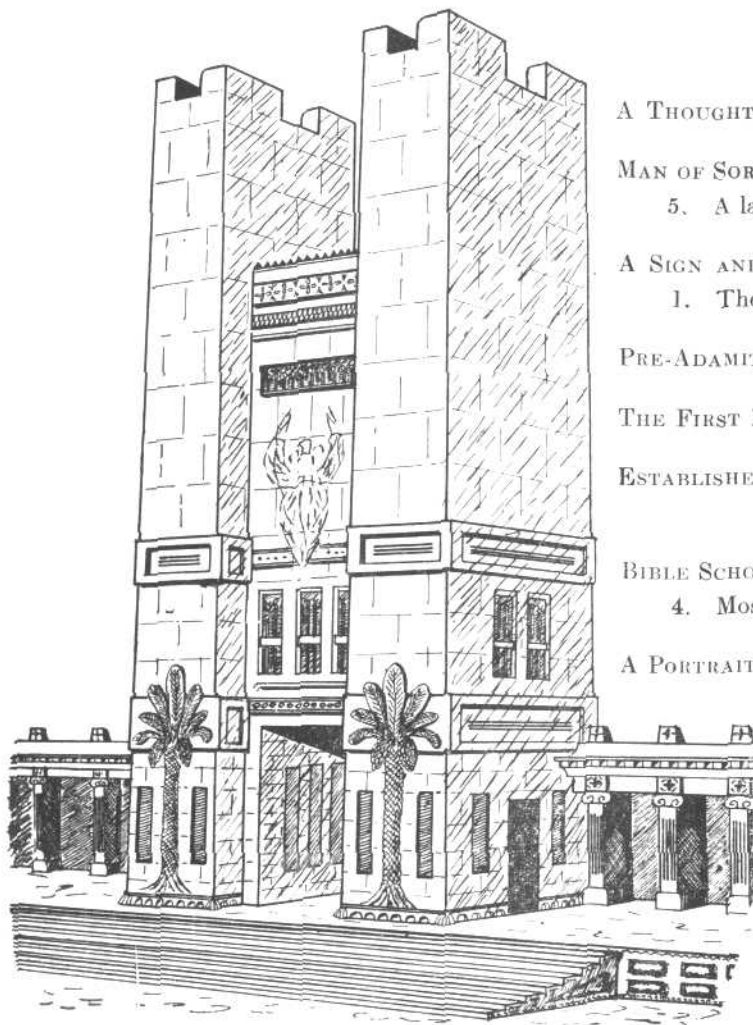 A THOUGHT
MAN OF SOR
5. A la
A SIGN AND
1. The
PRE-ADAMIT
THE FIRST
ESTABLISHE
BIBLE SCHO
4. Mos
A PORTRAIT